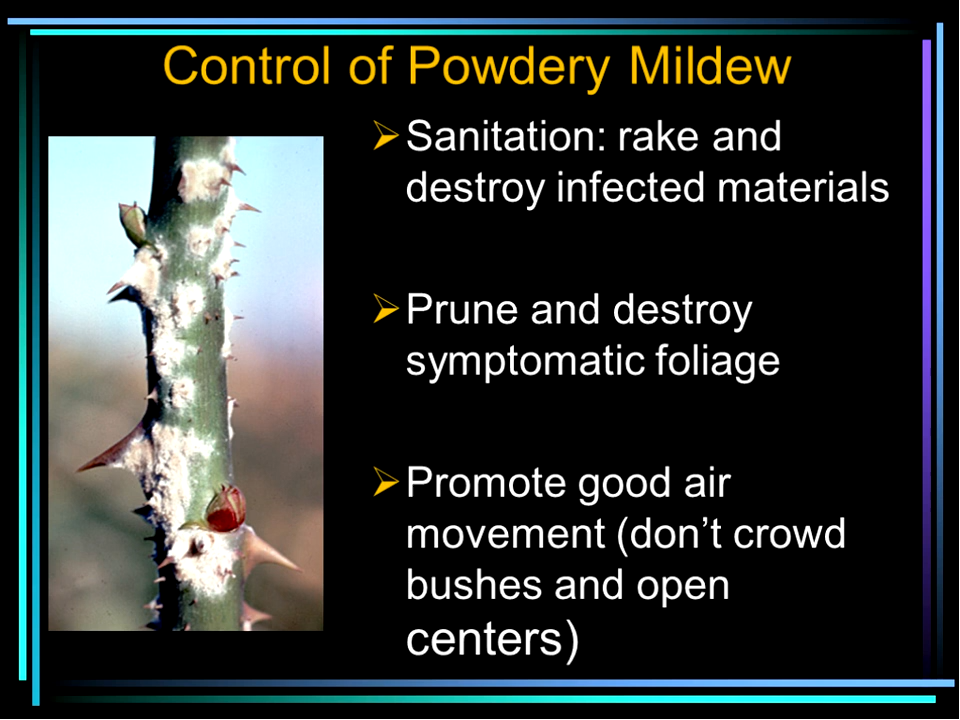 Control of Powdery Mildew
➢Sanitation: rake and
destroy infected materials
➢Prune and destroy
symptomatic foliage
➢Promote good air
movement (don’t crowd
bushes and open
centers)